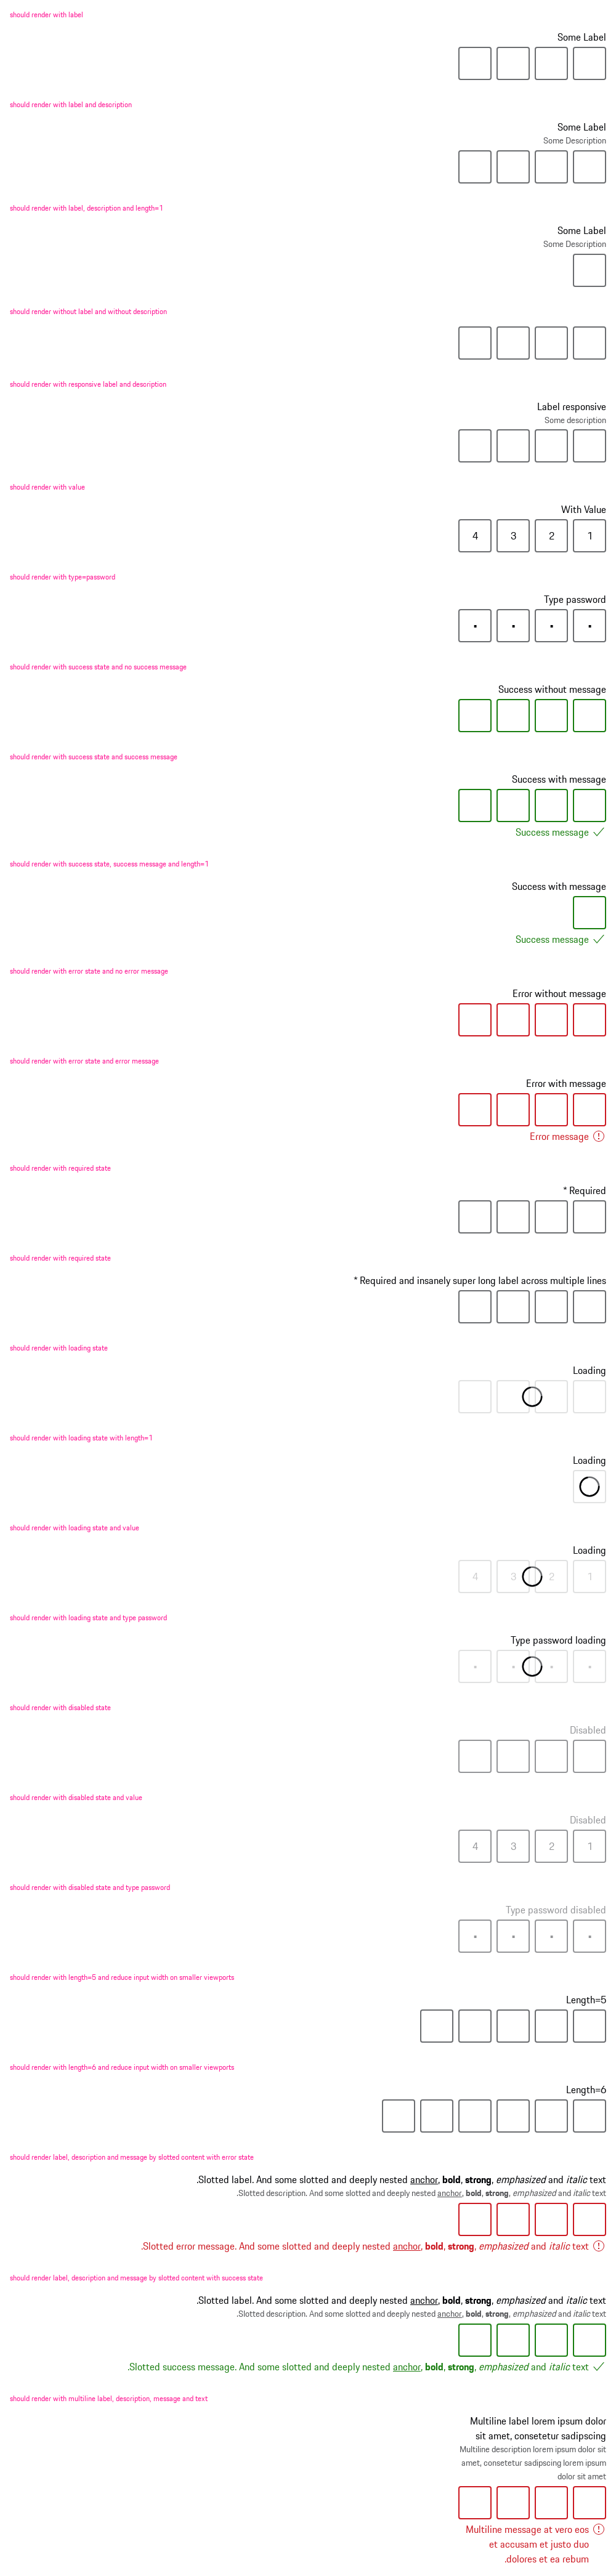 should render with label
Some Label
should render with label and description
Some Label
Some Description
should render with label, description and length=1
Some Label
Some Description
should render without label and without description
should render with responsive label and description
Label responsive
Some description
should render with value
With Value
4 3 2 1
should render with type=password
Type password
should render with success state and no success message
Success without message
should render with success state and success message
Success with message
Success message
should render with success state, success message and length=1
Success with message
Success message
should render with error state and no error message
Error without message
should render with error state and error message
Error with message
Error message
should render with required state
* Required
should render with required state
* Required and insanely super long label across multiple lines
should render with loading state
Loading
should render with loading state with length=1
Loading
should render with loading state and value
Loading
4 3 2 1
should render with loading state and type password
Type password loading
should render with disabled state
Disabled
should render with disabled state and value
Disabled
4 3 2 1
should render with disabled state and type password
Type password disabled
should render with length=5 and reduce input width on smaller viewports
Length=5
should render with length=6 and reduce input width on smaller viewports
Length=6
should render label, description and message by slotted content with error state
.Slotted label. And some slotted and deeply nested anchor, bold, strong, emphasized and italic text
.Slotted description. And some slotted and deeply nested anchor, bold, strong, emphasized and italic text
.Slotted error message. And some slotted and deeply nested anchor, bold, strong, emphasized and italic text
should render label, description and message by slotted content with success state
.Slotted label. And some slotted and deeply nested anchor, bold, strong, emphasized and italic text
.Slotted description. And some slotted and deeply nested anchor, bold, strong, emphasized and italic text
.Slotted success message. And some slotted and deeply nested anchor, bold, strong, emphasized and italic text
should render with multiline label, description, message and text
Multiline label lorem ipsum dolor
sit amet, consetetur sadipscing
Multiline description lorem ipsum dolor sit
amet, consetetur sadipscing lorem ipsum
dolor sit amet
Multiline message at vero eos
et accusam et justo duo
.dolores et ea rebum